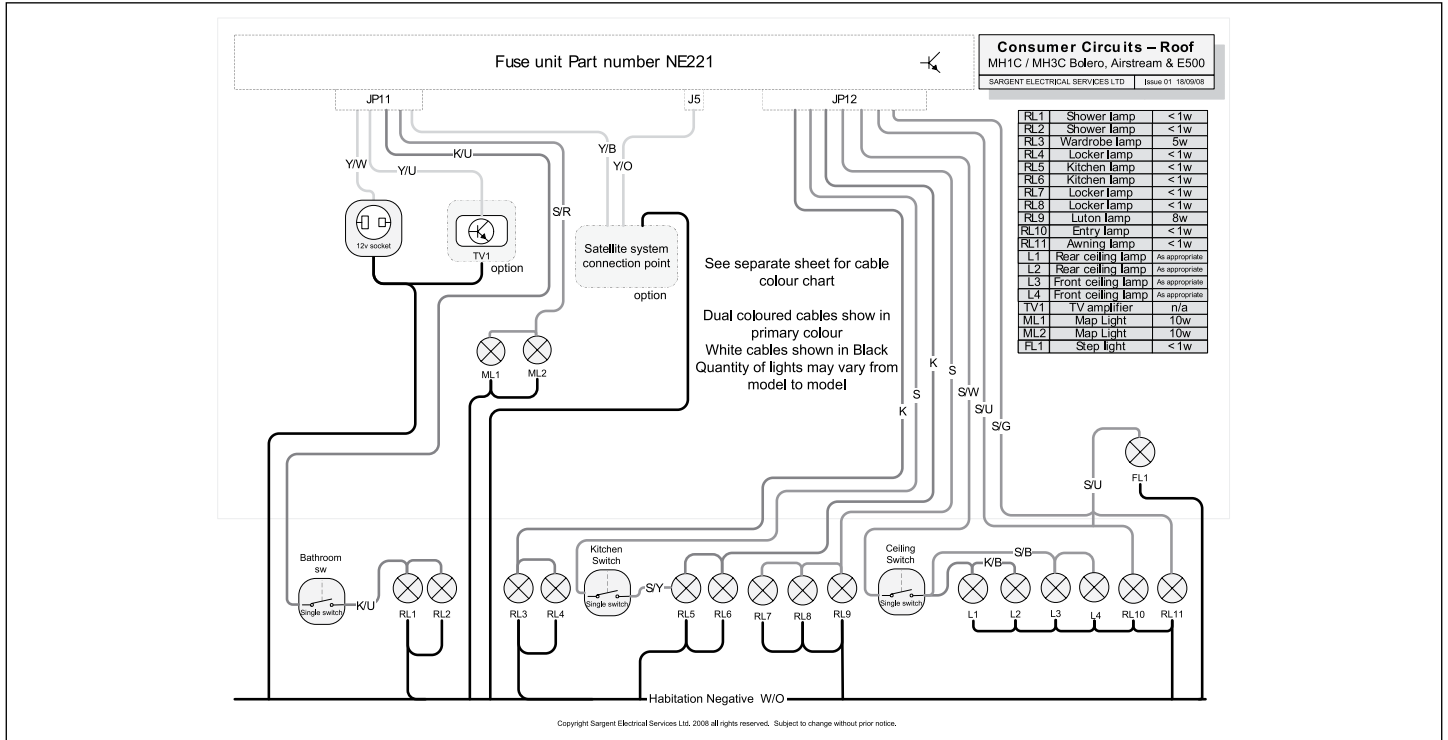 Fuse unit Part number NE221
Consumer Circuits – Roof
MH1C / MH3C Bolero, Airstream & E500
SARGENT ELECTRICAL SERVICES LTD Issue 01 18/09/08
JP11
J5
JP12
RL1 Shower lamp < 1w
RL2 Shower lamp < 1w
RL3 Wardrobe lamp 5w
RL4 Locker lamp < 1w
RL5 Kitchen lamp < 1w
RL6 Kitchen lamp < 1w
RL7 Locker lamp < 1w
RL8 Locker lamp < 1w
RL9 Luton lamp 8w
RL10 Entry lamp < 1w
RL11 Awning lamp < 1w
L1 Rear ceiling lamp As appropriate
L2 Rear ceiling lamp As appropriate
L3 Front ceiling lamp As appropriate
L4 Front ceiling lamp As appropriate
TV1 TV amplifier n/a
ML1 Map Light 10w
ML2 Map Light 10w
FL1 Step light < 1w
Y/W
Y/U
K/U
Y/B
Y/O
S/R
12v socket
TV1
option
Satellite system
connection point
option
See separate sheet for cable
colour chart
Dual coloured cables show in
primary colour
White cables shown in Black
Quantity of lights may vary from
model to model
ML1
ML2
K
S
K
S
S/W
S/U
S/G
FL1
S/U
Bathroom
sw
Single switch
K/U
RL1
RL2
RL3
RL4
Kitchen
Switch
Single switch
S/Y
RL5
RL6
RL7
RL8
RL9
Ceiling
Switch
Single switch
S/B
K/B
L1
L2
L3
L4
RL10
RL11
Habitation Negative W/O
Copyright Sargent Electrical Services Ltd. 2008 all rights reserved. Subject to change without prior notice.